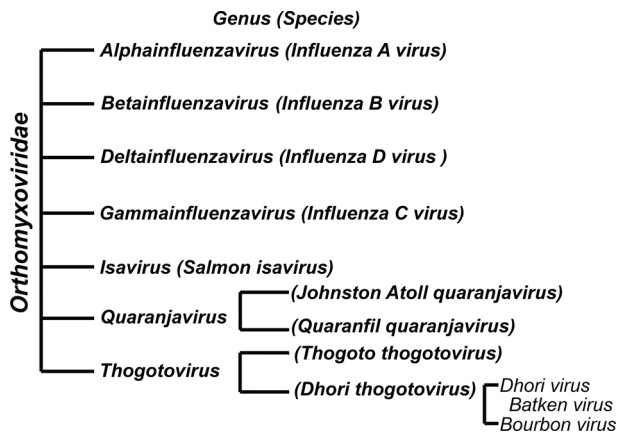 Genus (Species)
Orthomyxoviridae
Alphainfluenzavirus (Influenza A virus)
Betainfluenzavirus (Influenza B virus)
Deltainfluenzavirus (Influenza D virus )
Gammainfluenzavirus (Influenza C virus)
Isavirus (Salmon isavirus)
Quaranjavirus
(Johnston Atoll quaranjavirus)
(Quaranfil quaranjavirus)
Thogotovirus
(Thogoto thogotovirus)
(Dhori thogotovirus)
Dhori virus
Batken virus
Bourbon virus